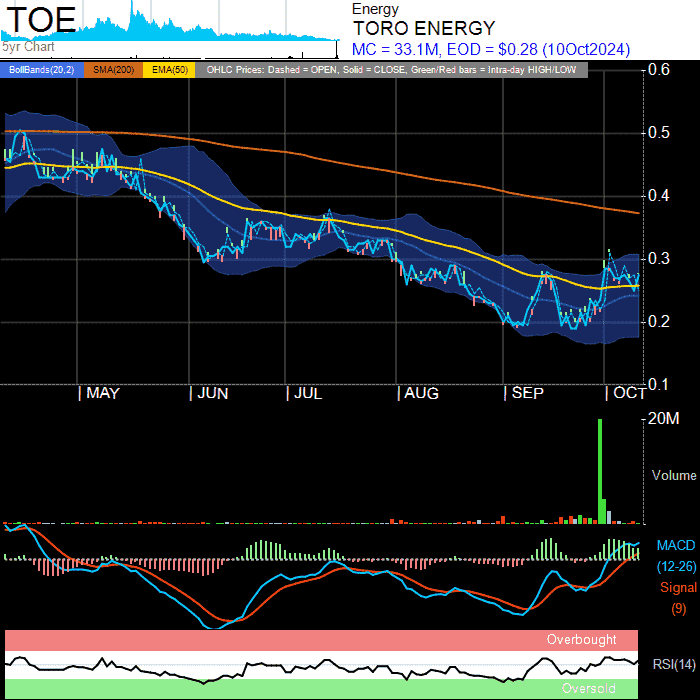 TOE
5yr Chart
Energy
TORO ENERGY
MC = 33.1M, EOD = $0.28 (10Oct2024)
BollBands(20,2) SMA(200) EMA(50) OHLC Prices: Dashed = OPEN, Solid = CLOSE, Green/Red bars = Intra-day HIGH/LOW
0.6
0.5
0.4
0.3
0.2
0.1
| MAY | JUN | JUL | AUG | SEP | OCT
20M
Volume
MACD
(12-26)
Signal
(9)
Overbought
RSI(14)
Oversold